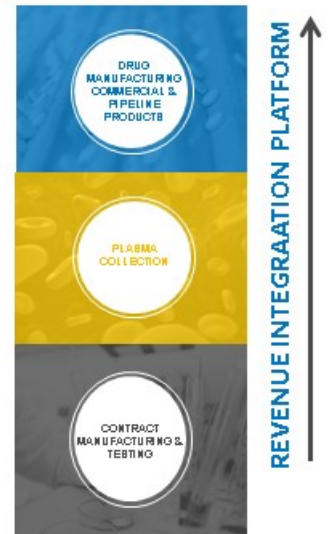 DRUG
MANUFACTURING
COMMERCIAL &
PIPELINE
PRODUCTS
PLASMA
COLLECTION
CONTRACT
MANUFACTURING &
TESTING
REVENUE INTEGRAATION PLATFORM